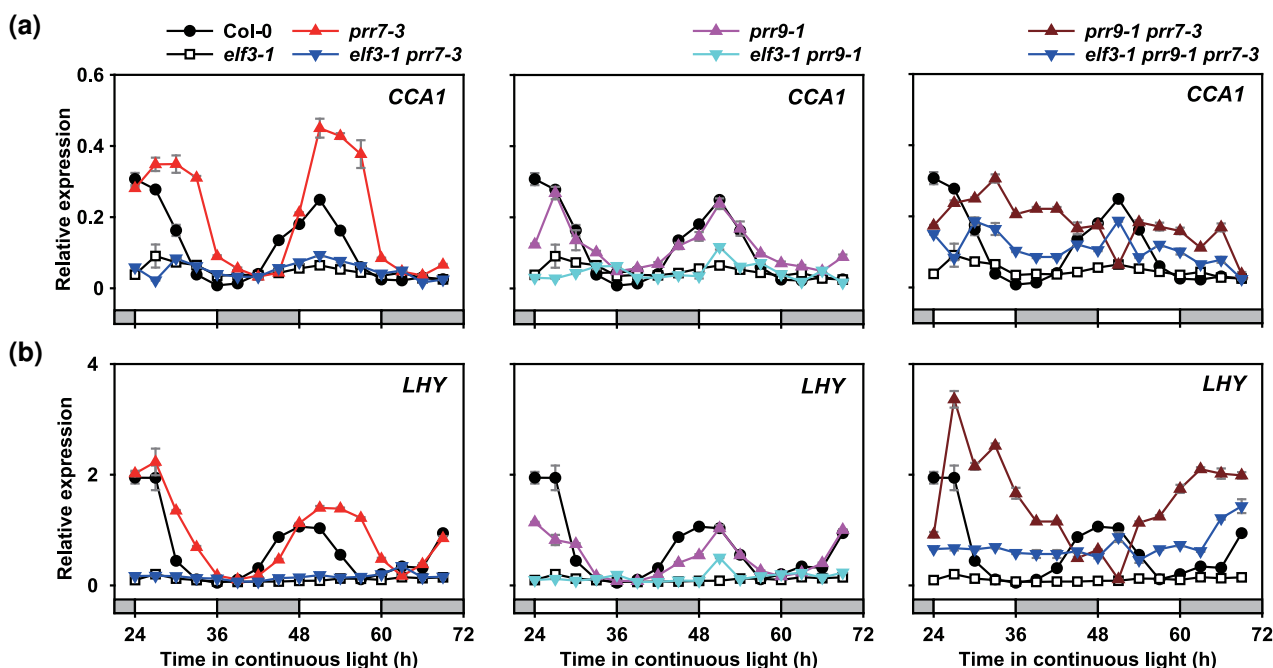 (a)
Col-0 prr7-3 prr9-1 prr9-1 prr7-3
elf3-1 elf3-1 prr7-3 elf3-1 prr9-1 elf3-1 prr9-1 prr7-3
Relative expression
0.6
0.4
0.2
0
CCA1
CCA1
CCA1
(b)
Relative expression
4
2
0
LHY
LHY
LHY
24 36 48 60 72
24 36 48 60 72
24 36 48 60 72
Time in continuous light (h)
Time in continuous light (h)
Time in continuous light (h)